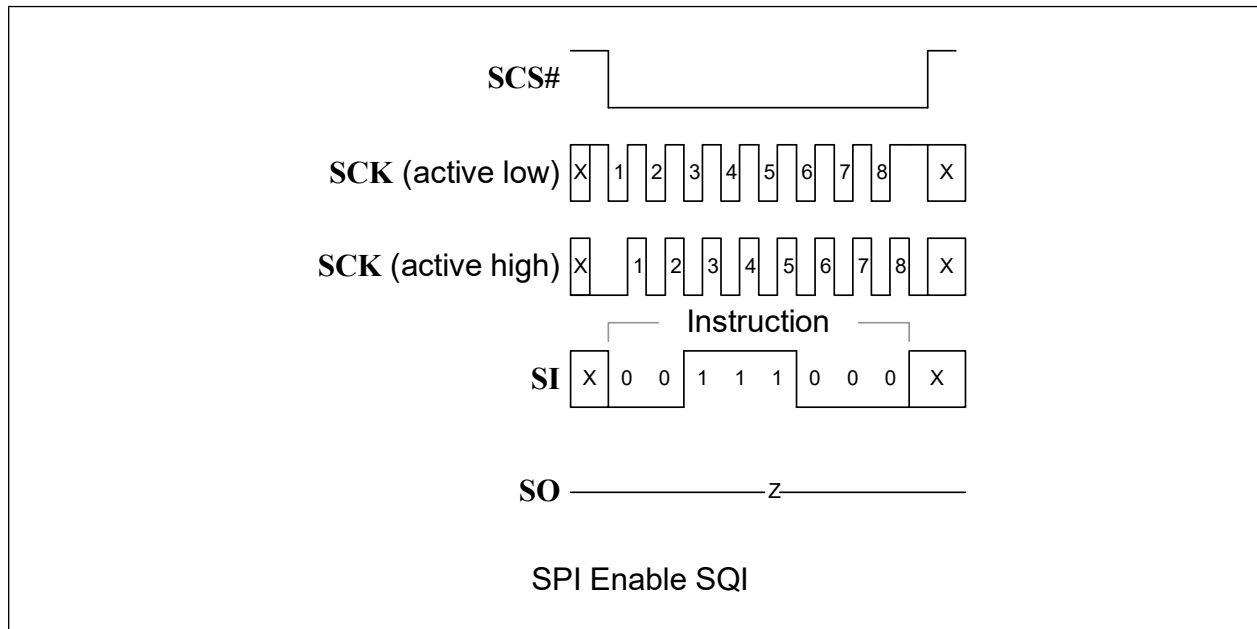 SCS#
SCK (active low) X 1 2 3 4 5 6 7 8 X
SCK (active high) X 1 2 3 4 5 6 7 8 X
Instruction
SI X 0 0 1 1 1 0 0 0 X
SO Z
SPI Enable SQI